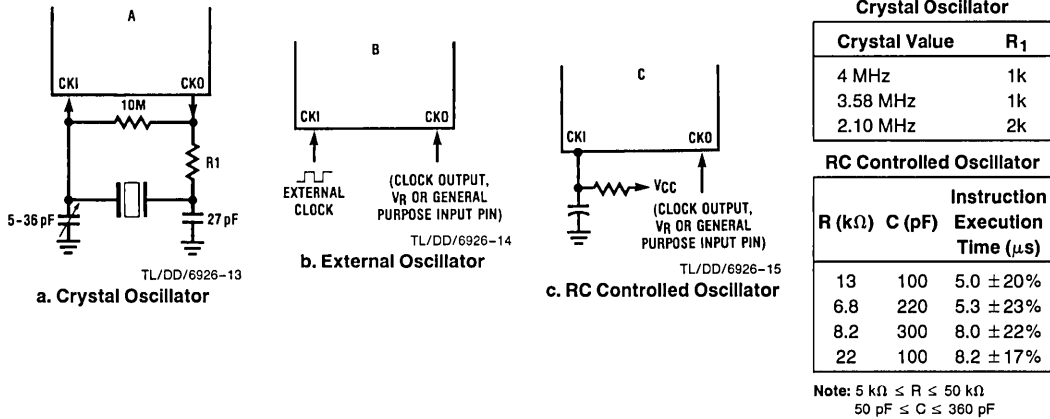 A
CKI
CKO
10M
R1
5-36 pF
27 pF
TL/DD/6926-13
a. Crystal Oscillator
B
CKI
CKO
EXTERNAL
CLOCK
(CLOCK OUTPUT,
VR OR GENERAL
PURPOSE INPUT PIN)
TL/DD/6926-14
b. External Oscillator
C
CKI
CKO
VCC
(CLOCK OUTPUT,
VR OR GENERAL
PURPOSE INPUT PIN)
TL/DD/6926-15
c. RC Controlled Oscillator
Crystal Oscillator
Crystal Value R1
4 MHz 1k
3.58 MHz 1k
2.10 MHz 2k
RC Controlled Oscillator
R (kΩ) C (pF) Instruction
Execution
Time (μs)
13 100 5.0 ±20%
6.8 220 5.3 ±23%
8.2 300 8.0 ±22%
22 100 8.2 ±17%
Note: 5 kΩ ≤ R ≤ 50 kΩ
50 pF ≤ C ≤ 360 pF